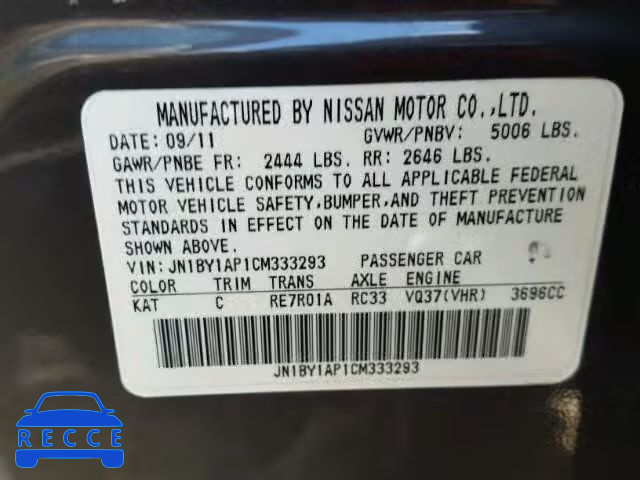 MANUFACTURED BY NISSAN MOTOR CO.,LTD.
DATE: 09/11 GVWR/PNBV: 5006 LBS.
GAWR/PNBE FR: 2444 LBS. RR: 2646 LBS.
THIS VEHICLE CONFORMS TO ALL APPLICABLE FEDERAL
MOTOR VEHICLE SAFETY,BUMPER,AND THEFT PREVENTION
STANDARDS IN EFFECT ON THE DATE OF MANUFACTURE
SHOWN ABOVE.
VIN: JN1BY1AP1CM333293 PASSENGER CAR
COLOR TRIM TRANS AXLE ENGINE
KAT C RE7R01A RC33 VQ37(VHR) 3696CC
JN1BY1AP1CM333293
RECCE